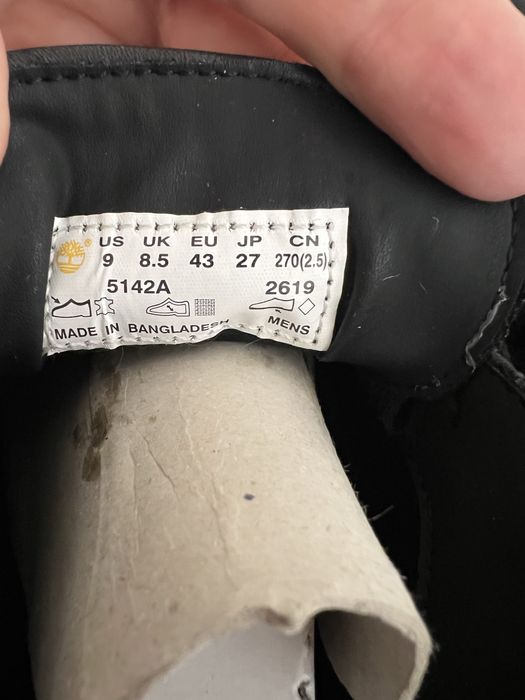 ® US UK EU JP CN
9 8.5 43 27 270(2.5)
5142A 2619
MADE IN BANGLADESH MENS